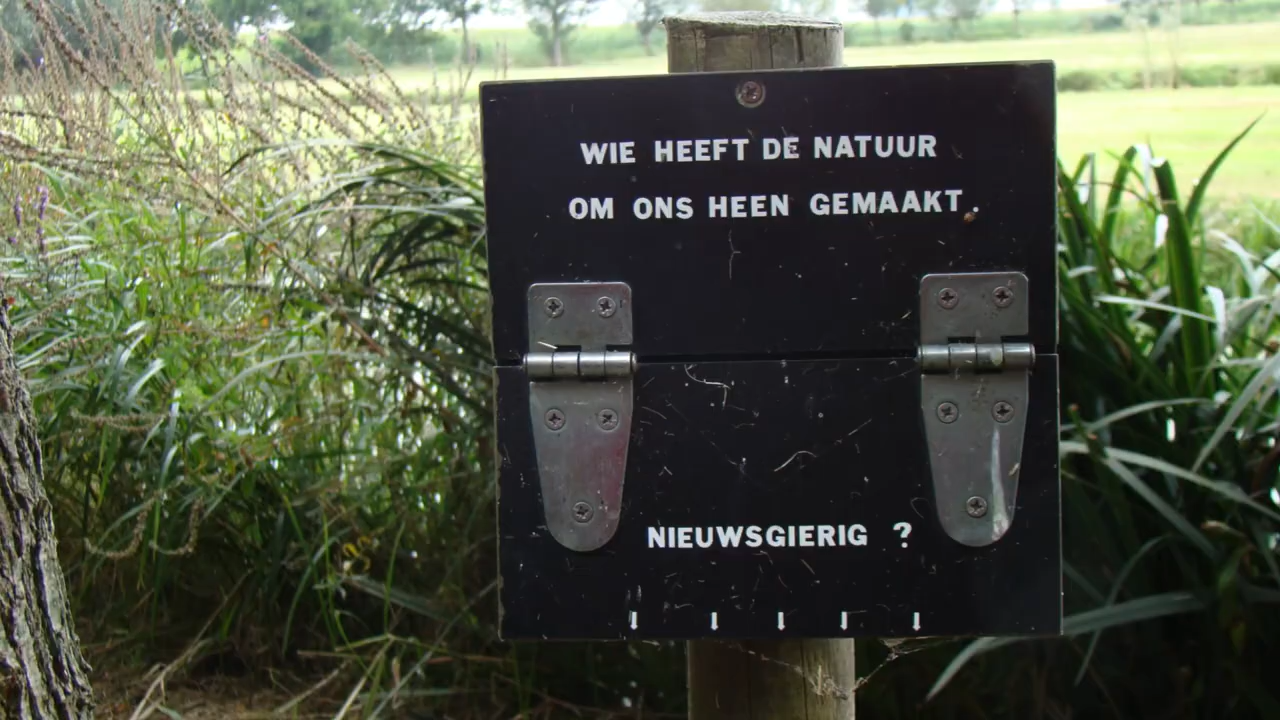 WIE HEEFT DE NATUUR
OM ONS HEEN GEMAAKT.
NIEUWSGIERIG ?